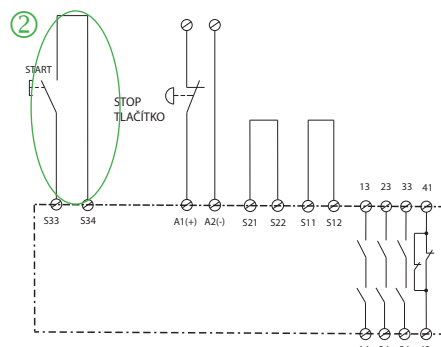 2
START
STOP
TLAČÍTKO
13 23 33 41
S33 S34 A1(+) A2(-) S21 S22 S11 S12